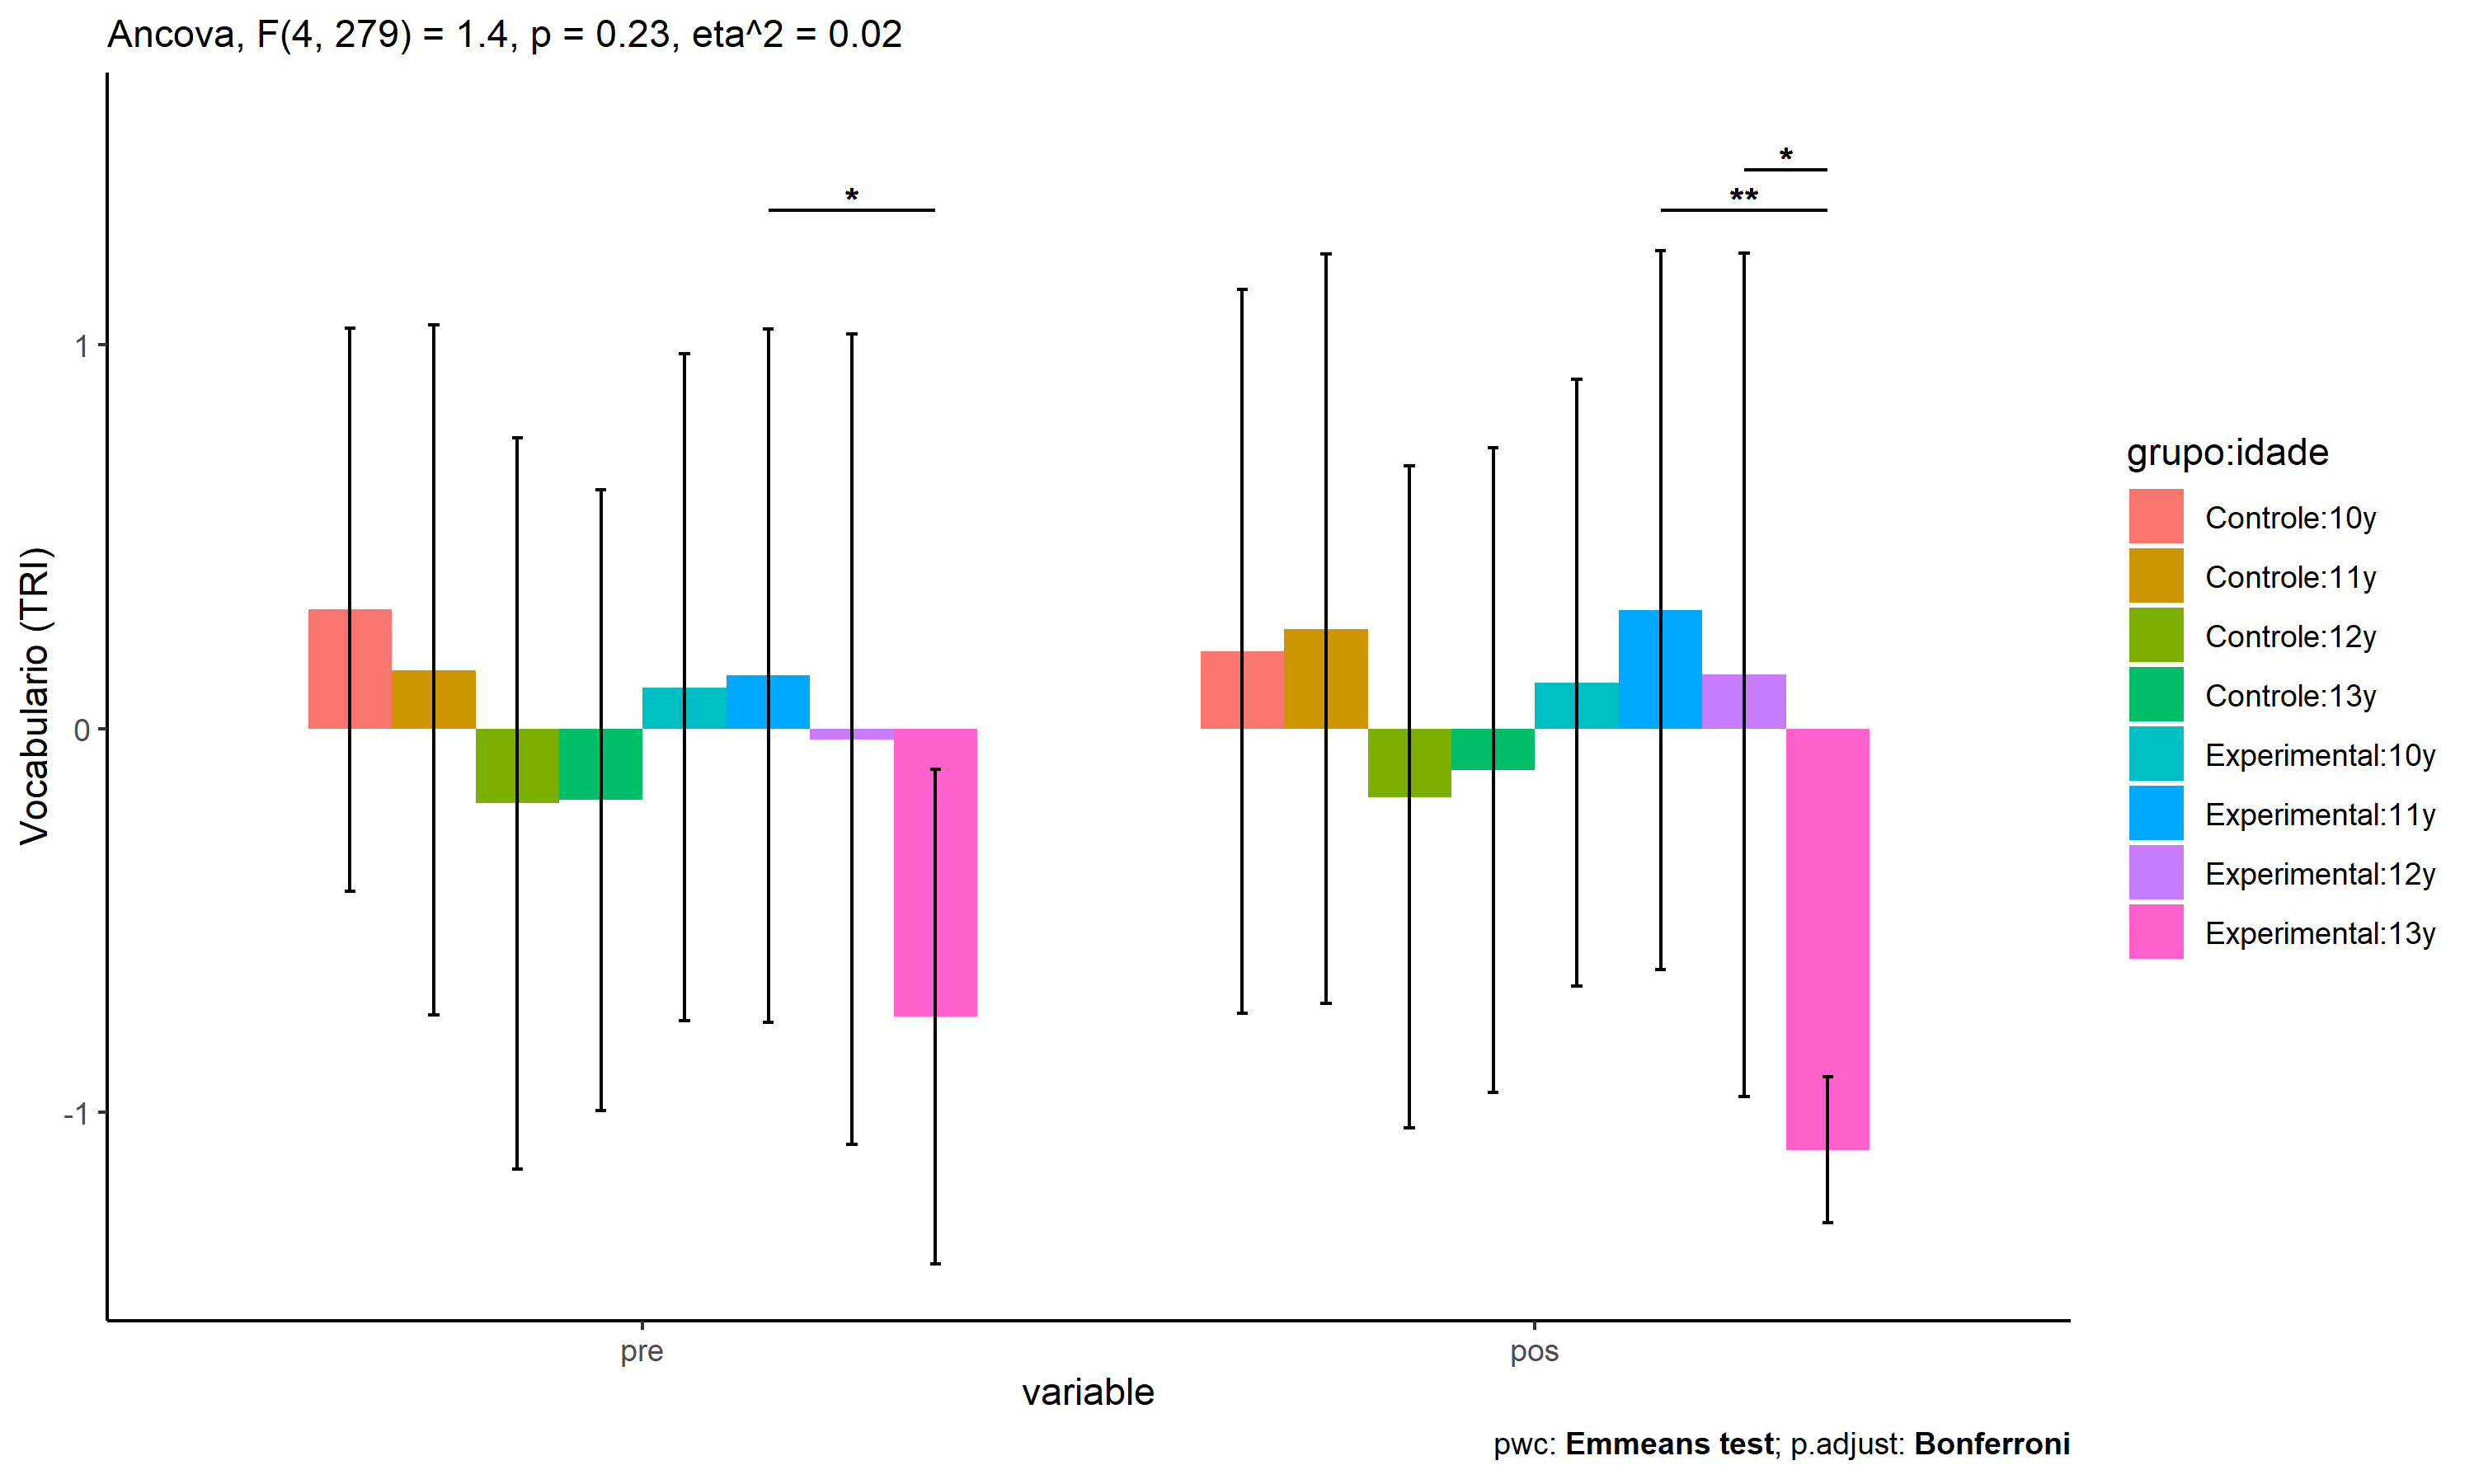 Ancova, F(4, 279) = 1.4, p = 0.23, eta^2 = 0.02
*
*
**
1
0
-1
Vocabulario (TRI)
pre
pos
variable
grupo:idade
Controle:10y
Controle:11y
Controle:12y
Controle:13y
Experimental:10y
Experimental:11y
Experimental:12y
Experimental:13y
pwc: Emmeans test; p.adjust: Bonferroni